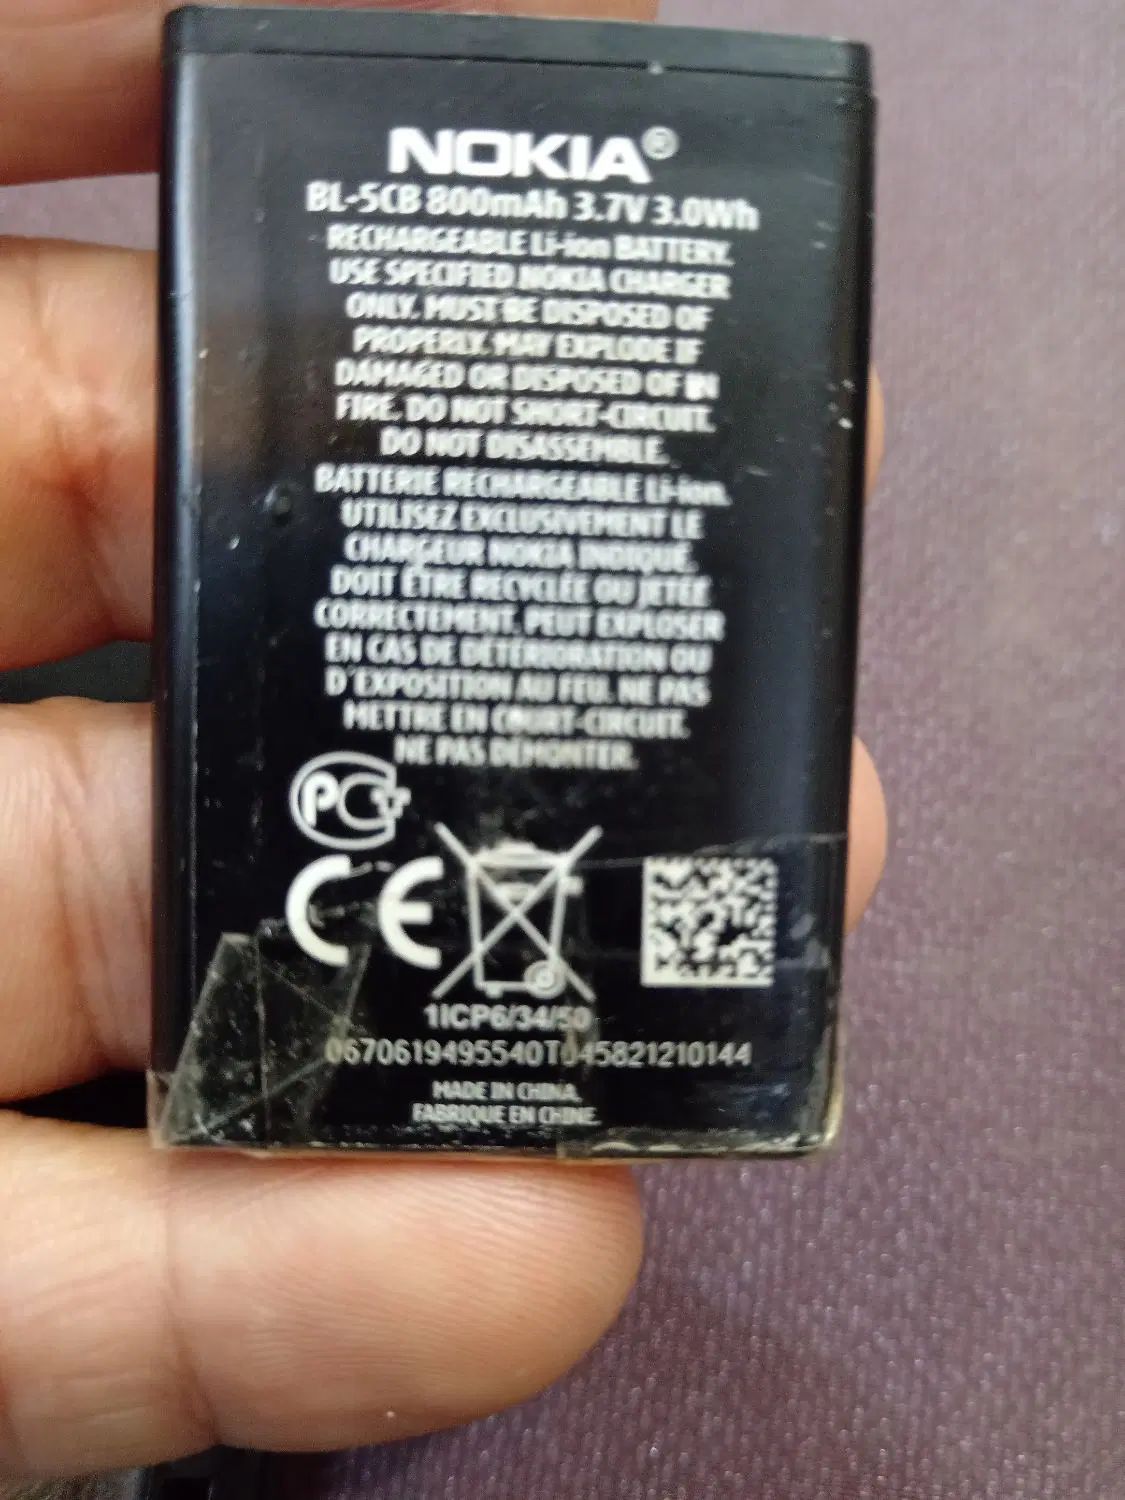 NOKIA®
BL-5CB 800mAh 3.7V 3.0Wh
RECHARGEABLE Li-ion BATTERY.
USE SPECIFIED NOKIA CHARGER
ONLY. MUST BE DISPOSED OF
PROPERLY. MAY EXPLODE IF
DAMAGED OR DISPOSED OF IN
FIRE. DO NOT SHORT-CIRCUIT.
DO NOT DISASSEMBLE.
BATTERIE RECHARGEABLE Li-ion.
UTILISEZ EXCLUSIVEMENT LE
CHARGEUR NOKIA INDIQUÉ.
DOIT ÊTRE RECYCLÉE OU JETÉE
CORRECTEMENT. PEUT EXPLOSER
EN CAS DE DÉTÉRIORATION OU
D'EXPOSITION AU FEU. NE PAS
METTRE EN COURT-CIRCUIT.
NE PAS DÉMONTER.
PC
CE
1ICP6/34/50
0670619495540T045821210144
MADE IN CHINA.
FABRIQUE EN CHINE.